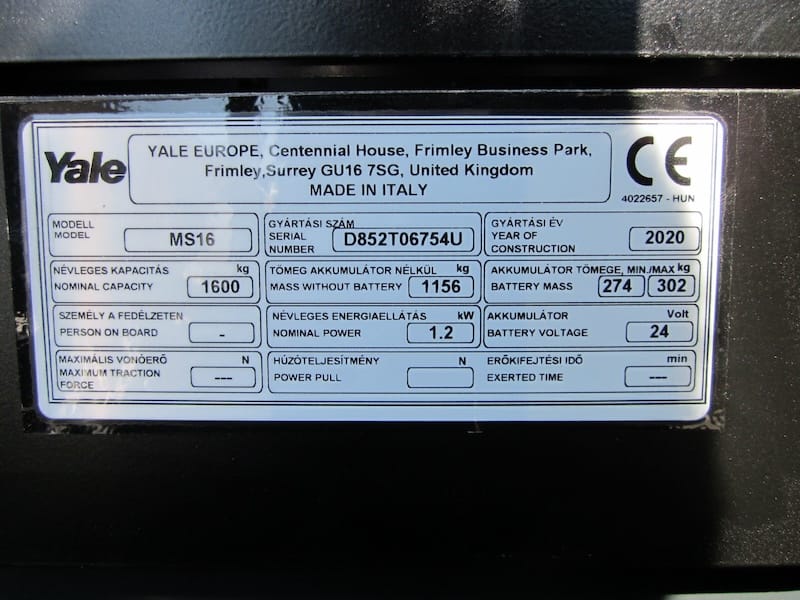 Yale
YALE EUROPE, Centennial House, Frimley Business Park,
Frimley,Surrey GU16 7SG, United Kingdom
MADE IN ITALY
CE
4022657 - HUN
MODELL
MODEL
MS16
GYÁRTÁSI SZÁM
SERIAL
NUMBER
D852T06754U
GYÁRTÁSI ÉV
YEAR OF
CONSTRUCTION
2020
NÉVLEGES KAPACITÁS kg
NOMINAL CAPACITY 1600
TÖMEG AKKUMULÁTOR NÉLKÜL kg
MASS WITHOUT BATTERY 1156
AKKUMULÁTOR TÖMEGE, MIN./MAX kg
BATTERY MASS 274 302
SZEMÉLY A FEDÉLZETEN
PERSON ON BOARD -
NÉVLEGES ENERGIAELLÁTÁS kW
NOMINAL POWER 1.2
AKKUMULÁTOR Volt
BATTERY VOLTAGE 24
MAXIMÁLIS VONÓERŐ N
MAXIMUM TRACTION
FORCE
---
HÚZÓTELJESÍTMÉNY N
POWER PULL
ERŐKIFEJTÉSI IDŐ min
EXERTED TIME ---